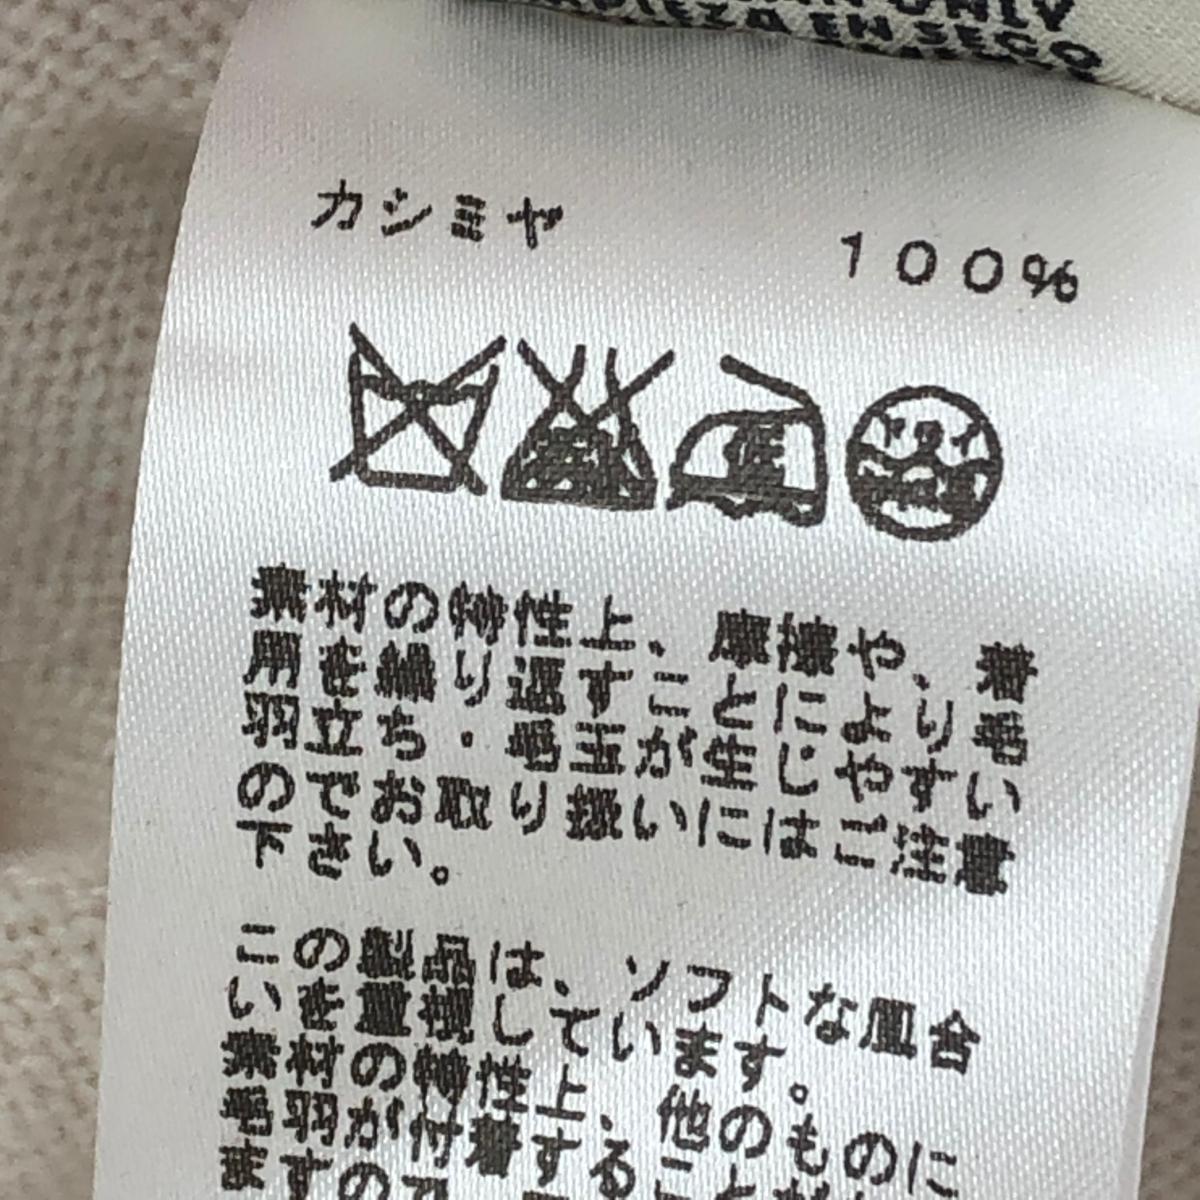 ONLY
PIEZA EN SECO
カシミヤ 100%
素材の特性上、摩擦や、着
用を繰り返すことにより毛
羽立ち・毛玉が生じやすい
のでお取り扱いにはご注意
下さい。
この製品は、ソフトな風合
いを重視しています。
素材の特性上、他のものに
毛羽が付着すること
ますので